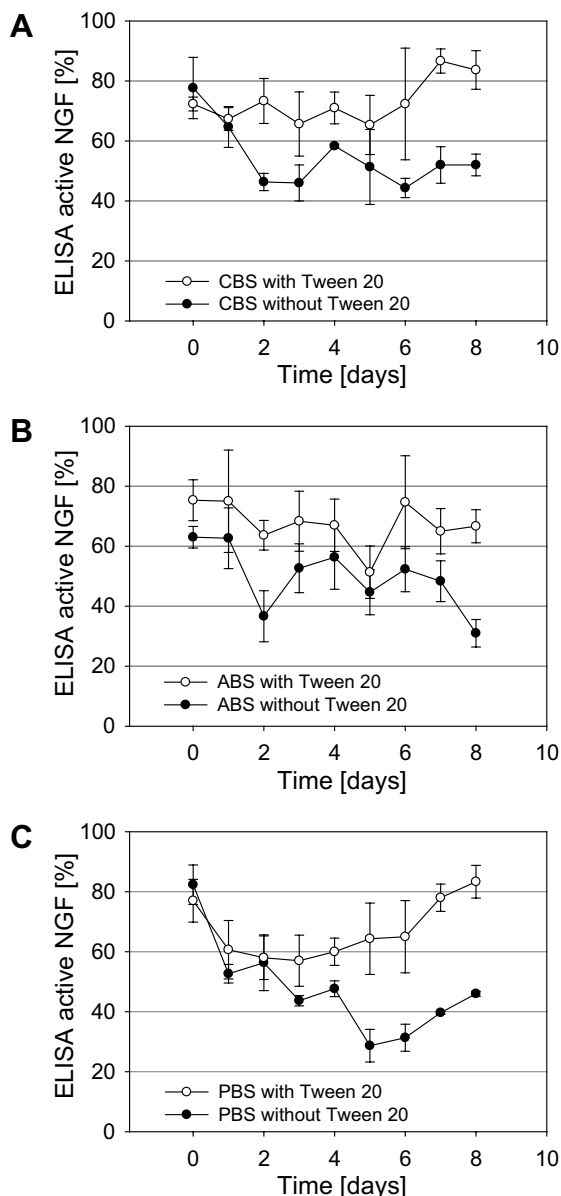 A
ELISA active NGF [%]
100
80
60
40
20
0
CBS with Tween 20
CBS without Tween 20
0 2 4 6 8 10
Time [days]
B
ELISA active NGF [%]
100
80
60
40
20
0
ABS with Tween 20
ABS without Tween 20
0 2 4 6 8 10
Time [days]
C
ELISA active NGF [%]
100
80
60
40
20
0
PBS with Tween 20
PBS without Tween 20
0 2 4 6 8 10
Time [days]